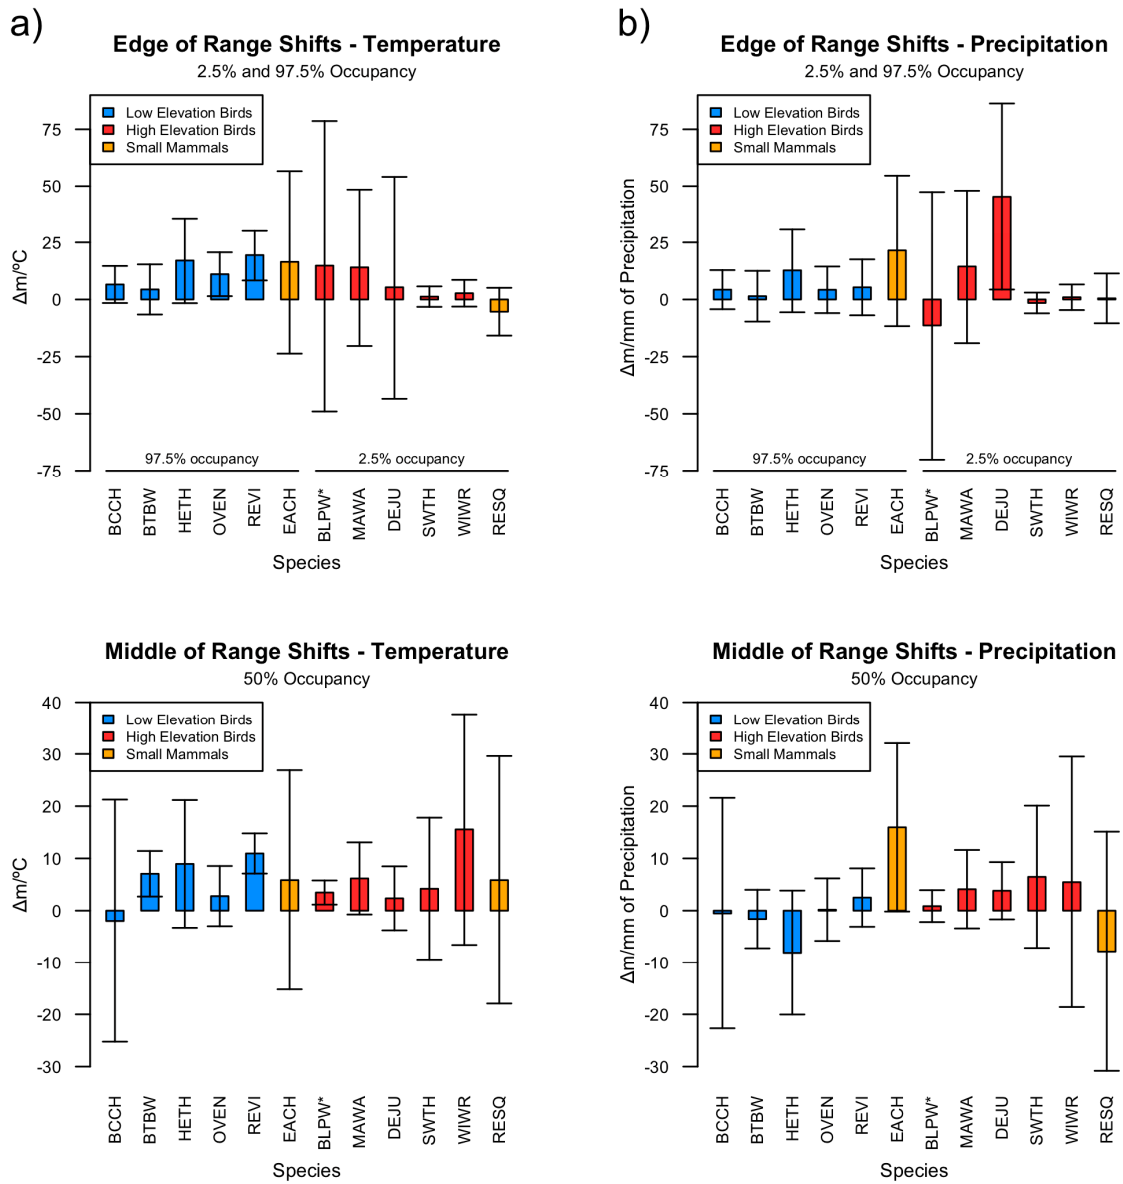 a)
Edge of Range Shifts - Temperature
2.5% and 97.5% Occupancy
Low Elevation Birds
High Elevation Birds
Small Mammals
Δm/ºC
75
50
25
0
-25
-50
-75
97.5% occupancy
2.5% occupancy
BCCH
BTBW
HETH
OVEN
REVI
EACH
BLPW*
MAWA
DEJU
SWTH
WIWR
RESQ
Species
b)
Edge of Range Shifts - Precipitation
2.5% and 97.5% Occupancy
Low Elevation Birds
High Elevation Birds
Small Mammals
Δm/mm of Precipitation
75
50
25
0
-25
-50
-75
97.5% occupancy
2.5% occupancy
BCCH
BTBW
HETH
OVEN
REVI
EACH
BLPW*
MAWA
DEJU
SWTH
WIWR
RESQ
Species
Middle of Range Shifts - Temperature
50% Occupancy
Low Elevation Birds
High Elevation Birds
Small Mammals
Δm/ºC
40
30
20
10
0
-10
-20
-30
BCCH
BTBW
HETH
OVEN
REVI
EACH
BLPW*
MAWA
DEJU
SWTH
WIWR
RESQ
Species
Middle of Range Shifts - Precipitation
50% Occupancy
Low Elevation Birds
High Elevation Birds
Small Mammals
Δm/mm of Precipitation
40
30
20
10
0
-10
-20
-30
BCCH
BTBW
HETH
OVEN
REVI
EACH
BLPW*
MAWA
DEJU
SWTH
WIWR
RESQ
Species